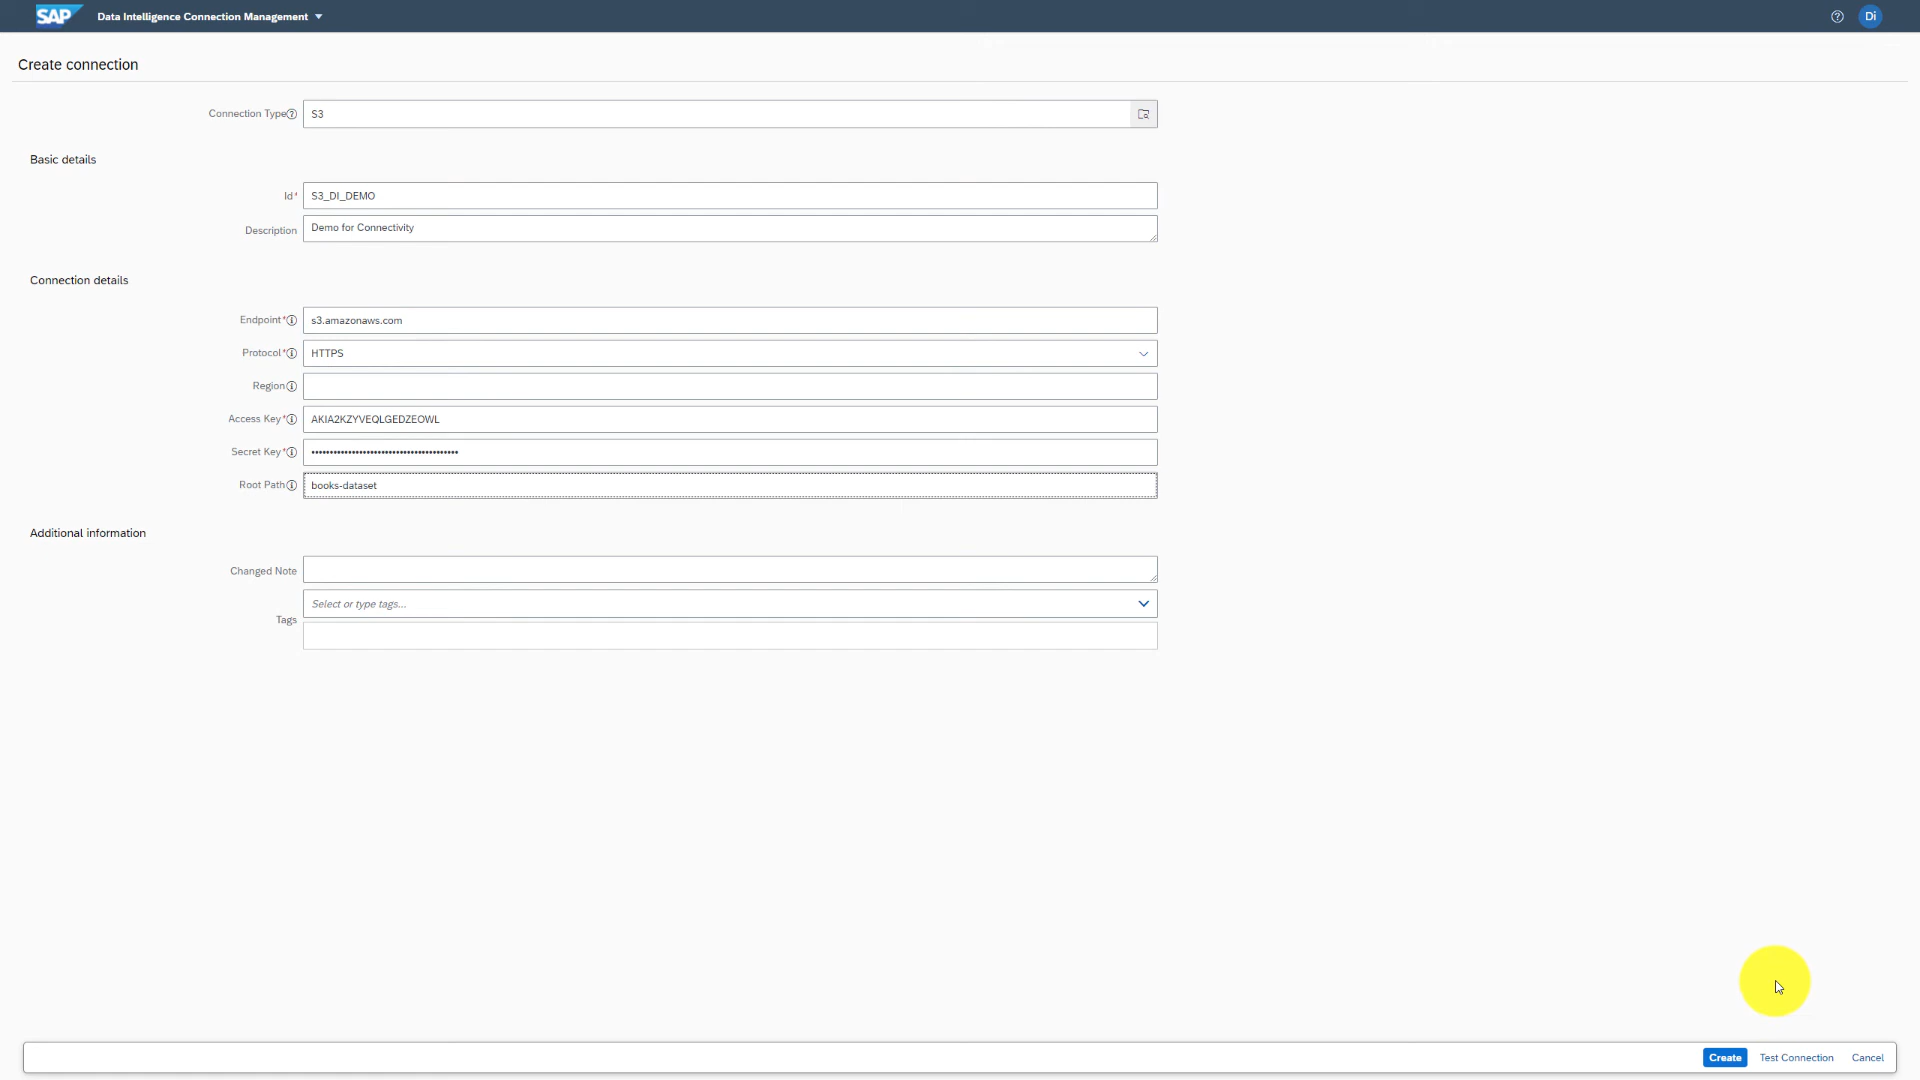 SAP Data Intelligence Connection Management Di
Create connection
Connection Type S3
Basic details
Id* S3_DI_DEMO
Description Demo for Connectivity
Connection details
Endpoint* s3.amazonaws.com
Protocol* HTTPS
Region
Access Key* AKIA2KZYVEQLGEDZEOWL
Secret Key* ••••••••••••••••••••••••••••••••••••••••
Root Path books-dataset
Additional information
Changed Note
Select or type tags...
Tags
Create Test Connection Cancel